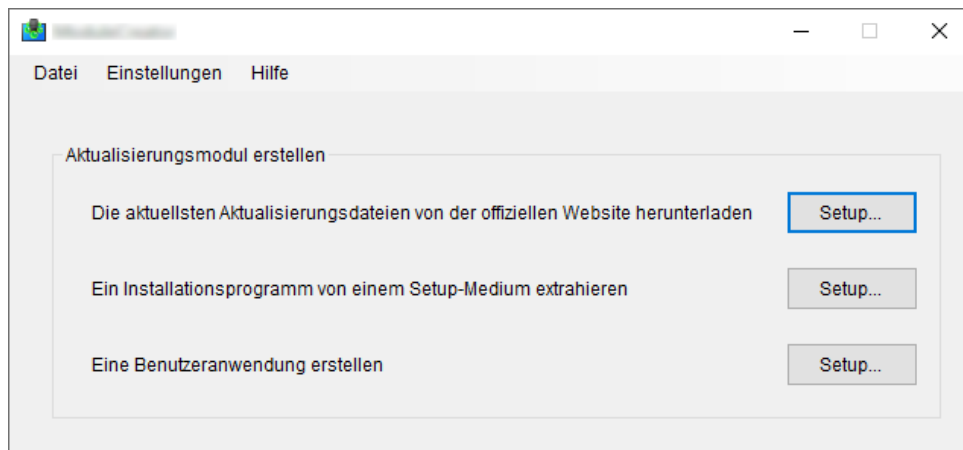 Datei Einstellungen Hilfe
Aktualisierungsmodul erstellen
Die aktuellsten Aktualisierungsdateien von der offiziellen Website herunterladen Setup...
Ein Installationsprogramm von einem Setup-Medium extrahieren Setup...
Eine Benutzeranwendung erstellen Setup...